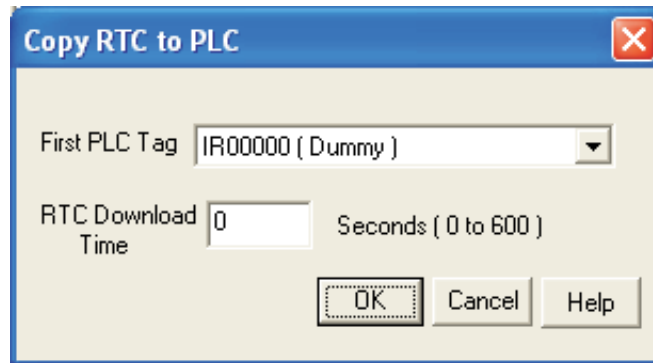 Copy RTC to PLC
First PLC Tag IR00000 ( Dummy )
RTC Download Time 0 Seconds ( 0 to 600 )
OK Cancel Help